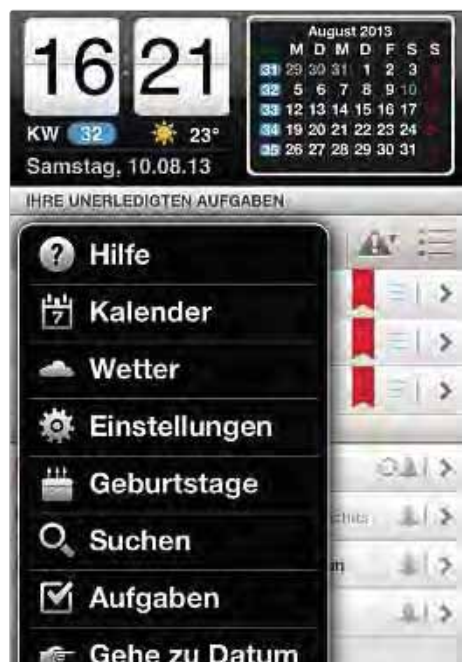 16 21
August 2013
M D M D F S S
31 29 30 31 1 2 3
32 5 6 7 8 9 10
33 12 13 14 15 16 17
34 19 20 21 22 23 24
35 26 27 28 29 30 31
KW 32 23°
Samstag, 10.08.13
IHRE UNERLEDIGTEN AUFGABEN
Hilfe
7 Kalender
Wetter
Einstellungen
Geburtstage
Suchen
Aufgaben
Gehe zu Datum